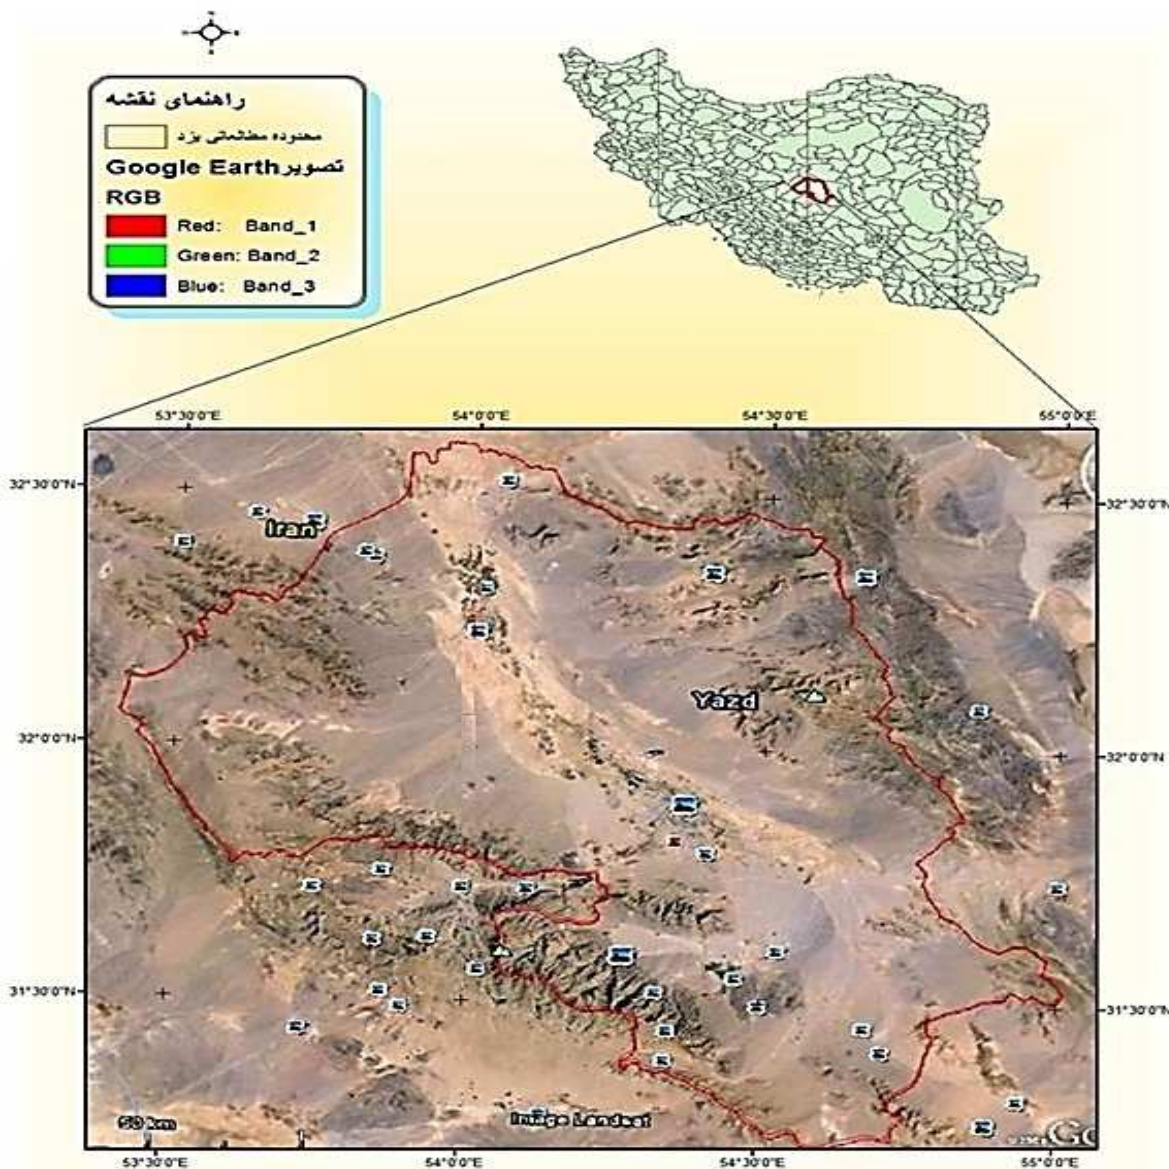 راهنمای نقشه
محدوده مطالعاتی یزد
تصویر Google Earth
RGB
Red: Band_1
Green: Band_2
Blue: Band_3
53°30'0"E
54°0'0"E
54°30'0"E
55°0'0"E
32°30'0"N
32°30'0"N
Iran
Yazd
32°0'0"N
32°0'0"N
31°30'0"N
31°30'0"N
50 km
Image Landsat
53°30'0"E
54°0'0"E
54°30'0"E
55°0'0"E